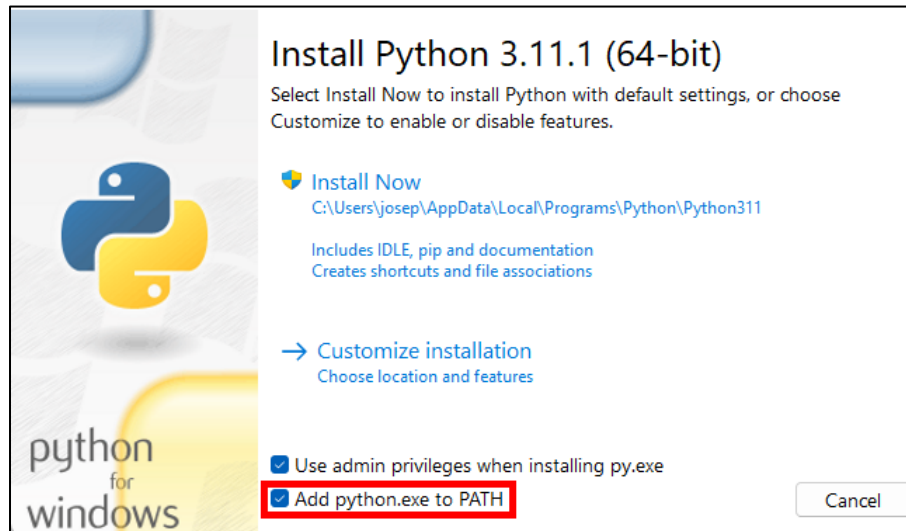 Install Python 3.11.1 (64-bit)
Select Install Now to install Python with default settings, or choose
Customize to enable or disable features.
Install Now
C:\Users\josep\AppData\Local\Programs\Python\Python311
Includes IDLE, pip and documentation
Creates shortcuts and file associations
Customize installation
Choose location and features
python
for
windows
Use admin privileges when installing py.exe
Add python.exe to PATH
Cancel